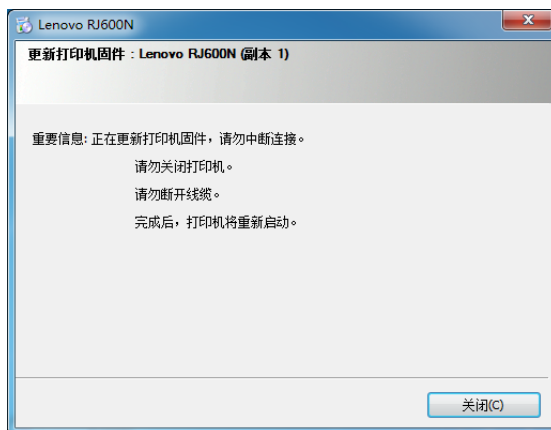 Lenovo RJ600N
更新打印机固件 : Lenovo RJ600N (副本 1)
重要信息: 正在更新打印机固件，请勿中断连接。
请勿关闭打印机。
请勿断开线缆。
完成后，打印机将重新启动。
关闭(C)